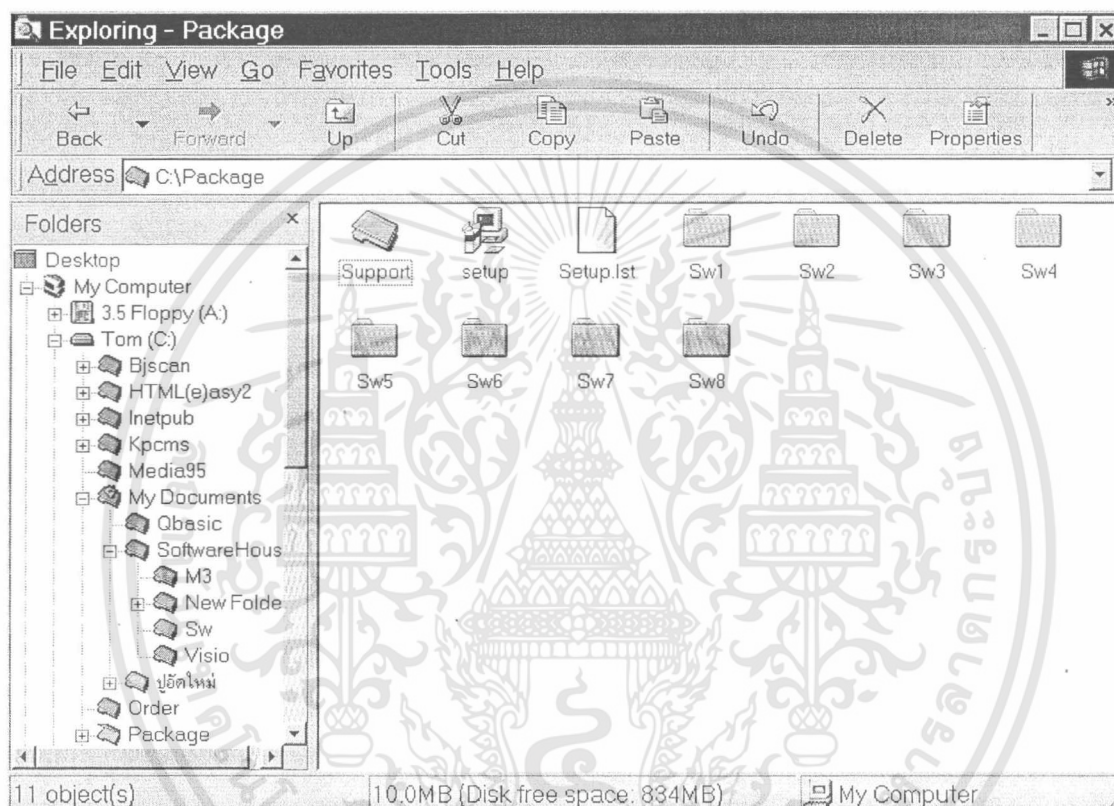 Exploring - Package
File Edit View Go Favorites Tools Help
Back Forward Up Cut Copy Paste Undo Delete Properties »
Address C:\Package
Folders ×
Desktop
My Computer
3.5 Floppy (A:)
Tom (C:)
Bjscan
HTML(e)asy2
Inetpub
Kpcms
Media95
My Documents
Qbasic
SoftwareHous
M3
New Folde
Sw
Visio
ปูอัดใหม่
Order
Package
Support setup Setup.lst Sw1 Sw2 Sw3 Sw4
Sw5 Sw6 Sw7 Sw8
11 object(s) 10.0MB (Disk free space: 834MB) My Computer